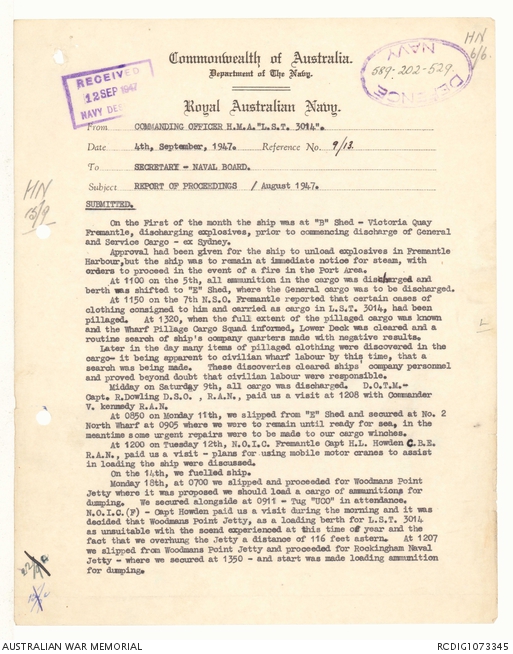 HN
6/6.
Commonwealth of Australia.
Department of The Navy.
RECEIVED
12 SEP 1947
NAVY DE
NAVY
589-202-529.
DEFENCE
Royal Australian Navy.
From COMMANDING OFFICER H.M.A."L.S.T. 3014".
Date 4th, September, 1947. Reference No. 9/13.
To SECRETARY - NAVAL BOARD.
Subject REPORT OF PROCEEDINGS / August 1947.
HN
15/9
SUBMITTED.
On the First of the month the ship was at "B" Shed - Victoria Quay
Fremantle, discharging explosives, prior to commencing discharge of General
and Service Cargo - ex Sydney.
Approval had been given for the ship to unload explosives in Fremantle
Harbour,but the ship was to remain at immediate notice for steam, with
orders to proceed in the event of a fire in the Port Area.
At 1100 on the 5th, all ammunition in the cargo was discharged and
berth was shifted to "E" Shed, where the General cargo was to be discharged.
At 1150 on the 7th N.S.O. Fremantle reported that certain cases of
clothing consigned to him and carried as cargo in L.S.T. 3014, had been
pillaged. At 1320, when the full extent of the pillaged cargo was known
and the Wharf Pillage Cargo Squad informed, Lower Deck was cleared and a
routine search of ship's company quarters made with negative results.
Later in the day many items of pillaged clothing were discovered in the
cargo- it being apparent to civilian wharf labour by this time, that a
search was being made. These discoveries cleared ships' company personnel
and proved beyond doubt that civilian labour were responsible.
Midday on Saturday 9th, all cargo was discharged. D.O.T.M-
Capt. R.Dowling D.S.O. , R.A.N., paid us a visit at 1208 with Commander
V. kennedy R.A.N.
At 0850 on Monday 11th, we slipped from "E" Shed and secured at No. 2
North Wharf at 0905 where we were to remain until ready for sea, in the
meantime some urgent repairs were to be made to our cargo winches.
At 1200 on Tuesday 12th, N.O.I.C. Fremantle Capt H.L. Howden C.B.E.
R.A.N., paid us a visit - plans for using mobile motor cranes to assist
in loading the ship were discussed.
On the 14th, we fuelled ship.
Monday 18th, at 0700 we slipped and proceeded for Woodmans Point
Jetty where it was proposed we should load a cargo of ammunitions for
dumping. We secured alongside at 0911 - Tug "UCO" in attendance.
N.O.I.C.(F) - Capt Howden paid us a visit during the morning and it was
decided that Woodmans Point Jetty, as a loading berth for L.S.T. 3014
as unsuitable with the scend experienced at this time of year and the
fact that we overhung the Jetty a distance of 116 feet astern. At 1207
we slipped from Woodmans Point Jetty and proceeded for Rockingham Naval
Jetty - where we secured at 1350 - and start was made loading ammunition
for dumping.
AUSTRALIAN WAR MEMORIAL
RCDIG1073345